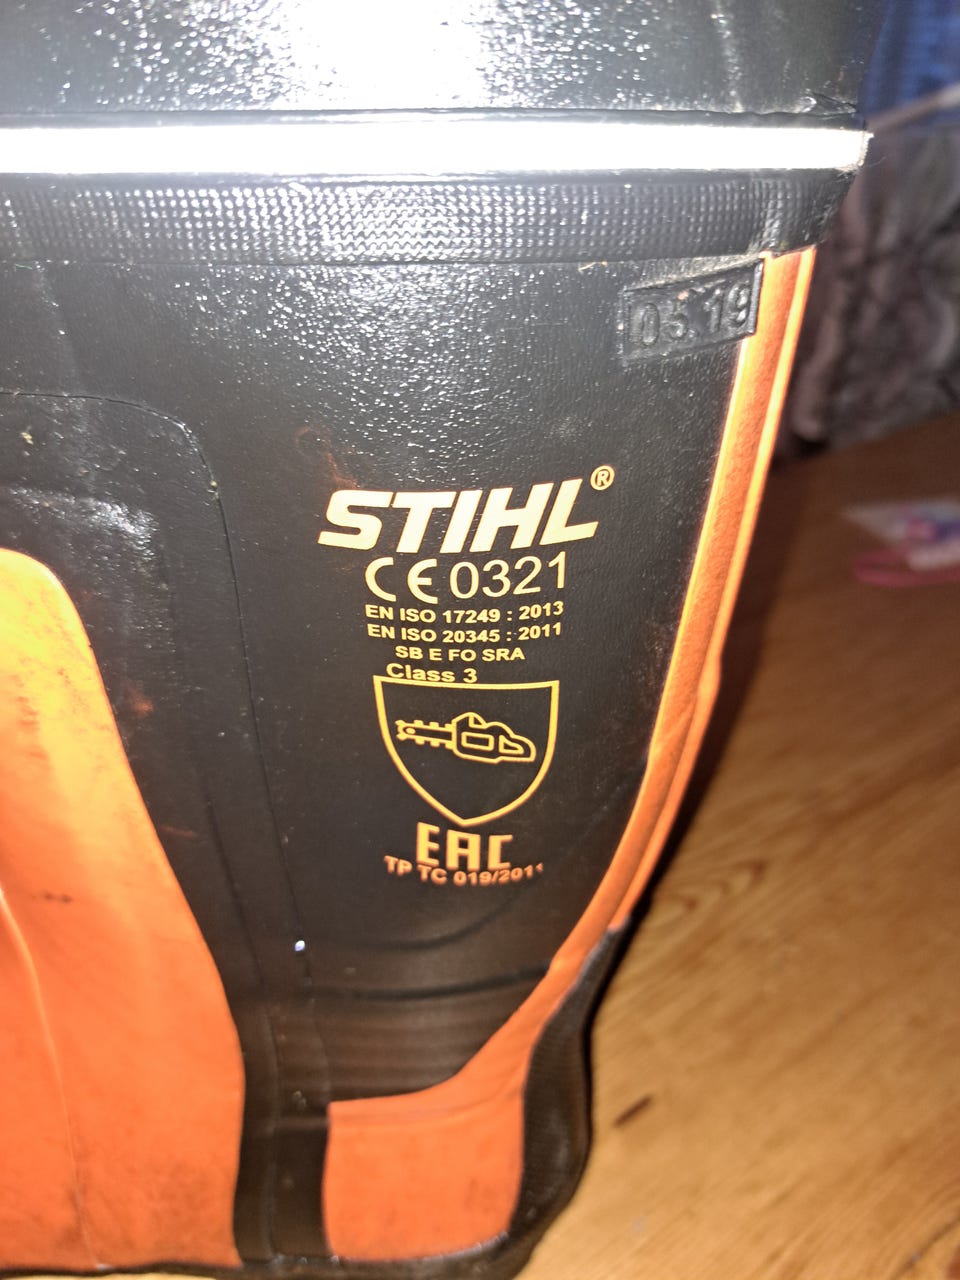 05.19
STIHL®
CE 0321
EN ISO 17249 : 2013
EN ISO 20345 : 2011
SB E FO SRA
Class 3
EAC
TP TC 019/2011